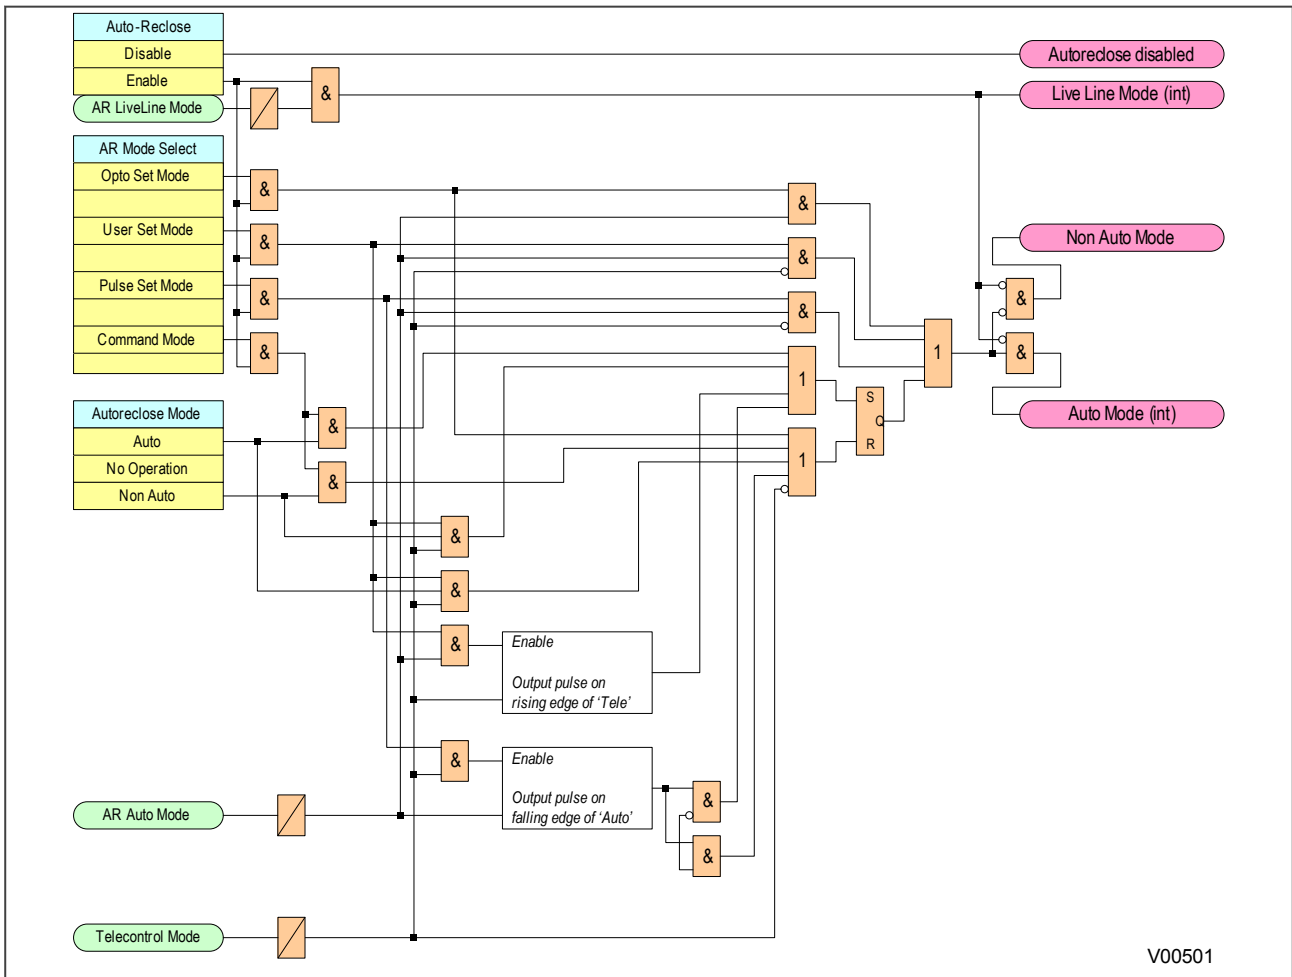 Auto-Reclose
Disable
Enable
AR LiveLine Mode
&
Autoreclose disabled
Live Line Mode (int)
AR Mode Select
Opto Set Mode
User Set Mode
Pulse Set Mode
Command Mode
&
&
&
&
&
&
&
Non Auto Mode
&
&
1
Auto Mode (int)
Autoreclose Mode
Auto
No Operation
Non Auto
&
&
1
1
S
Q
R
&
&
&
Enable
Output pulse on
rising edge of 'Tele'
&
Enable
Output pulse on
falling edge of 'Auto'
&
&
AR Auto Mode
Telecontrol Mode
V00501